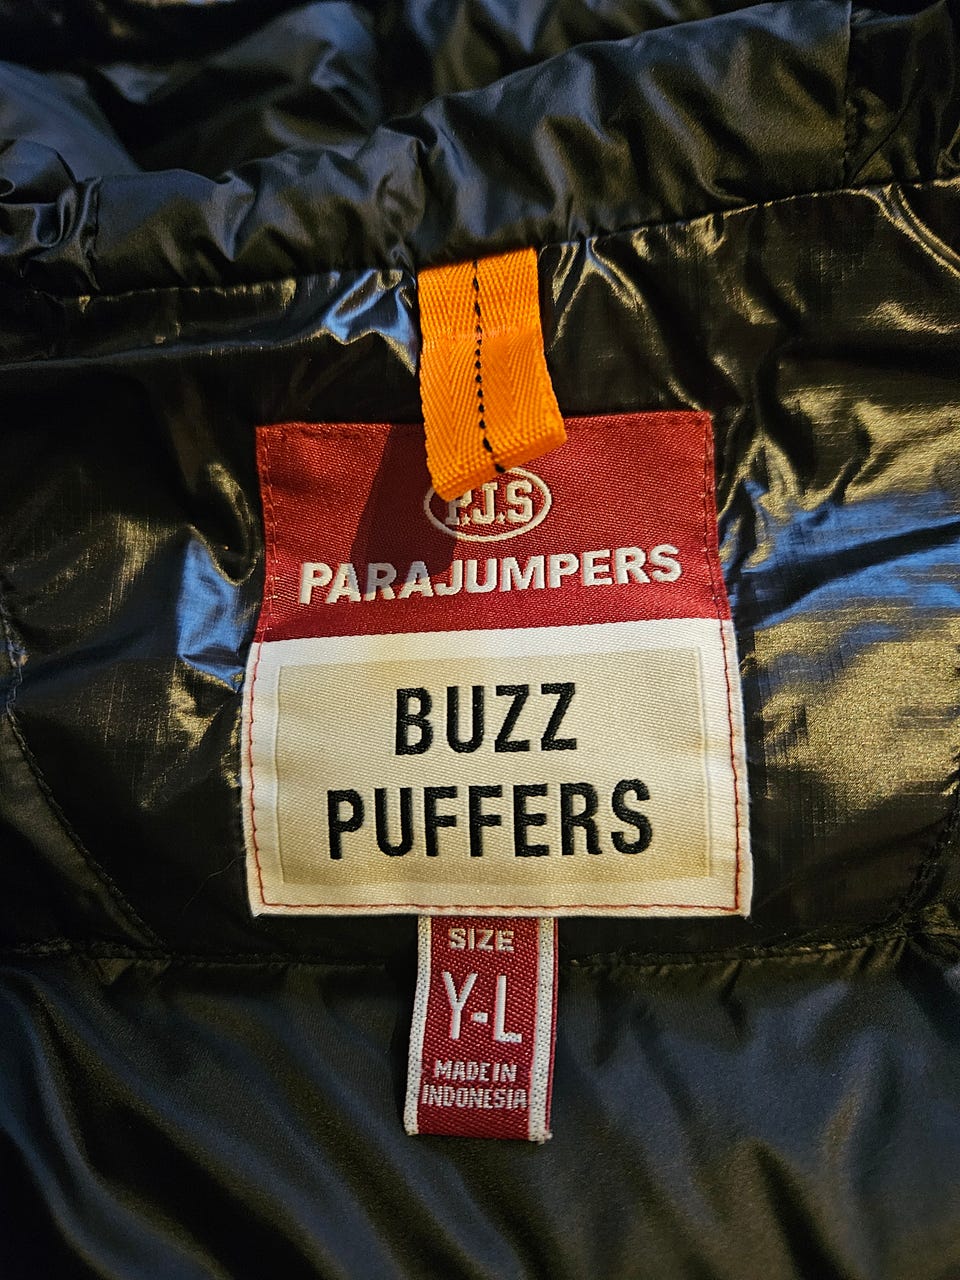 P.J.S
PARAJUMPERS
BUZZ
PUFFERS
SIZE
Y-L
MADE IN
INDONESIA